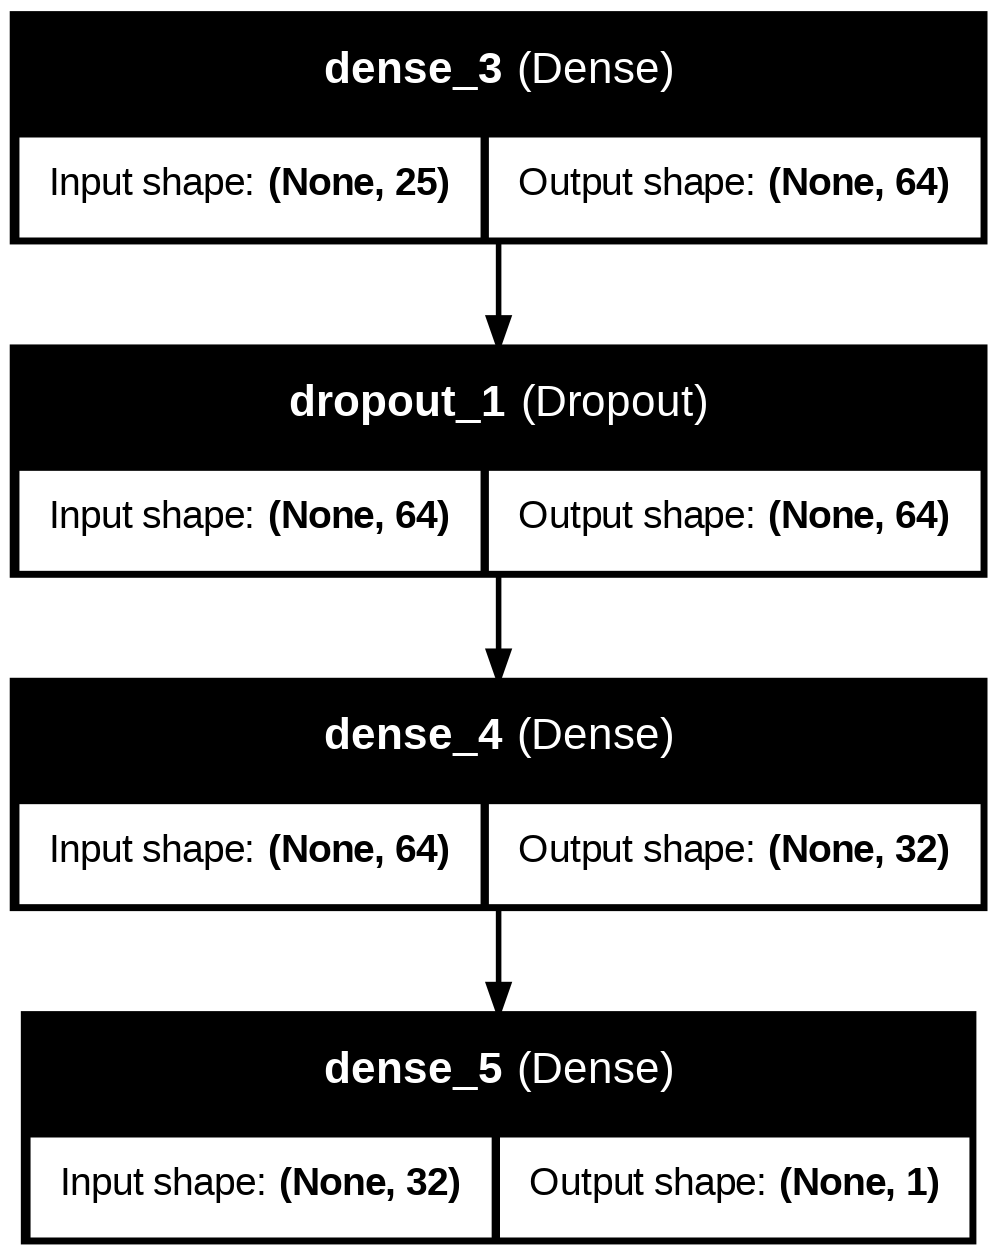 dense_3 (Dense)
Input shape: (None, 25) Output shape: (None, 64)
dropout_1 (Dropout)
Input shape: (None, 64) Output shape: (None, 64)
dense_4 (Dense)
Input shape: (None, 64) Output shape: (None, 32)
dense_5 (Dense)
Input shape: (None, 32) Output shape: (None, 1)